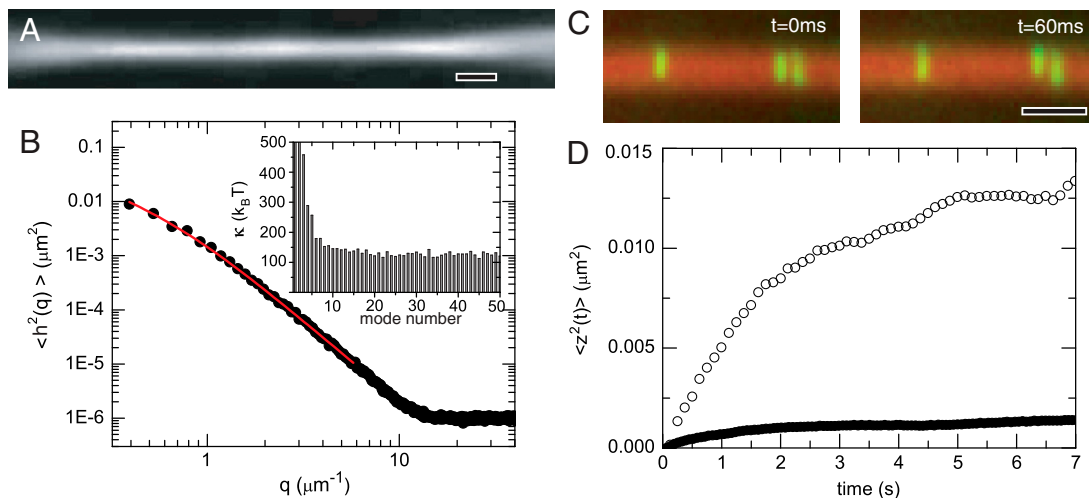 A
C
t=0ms
t=60ms
B
<h²(q) > (μm²)
0.1
0.01
1E-3
1E-4
1E-5
1E-6
1
10
q (μm⁻¹)
κ (k_BT)
500
400
300
200
100
0
10
20
30
40
50
mode number
D
<z²(t)> (μm²)
0.015
0.010
0.005
0.000
0
1
2
3
4
5
6
7
time (s)